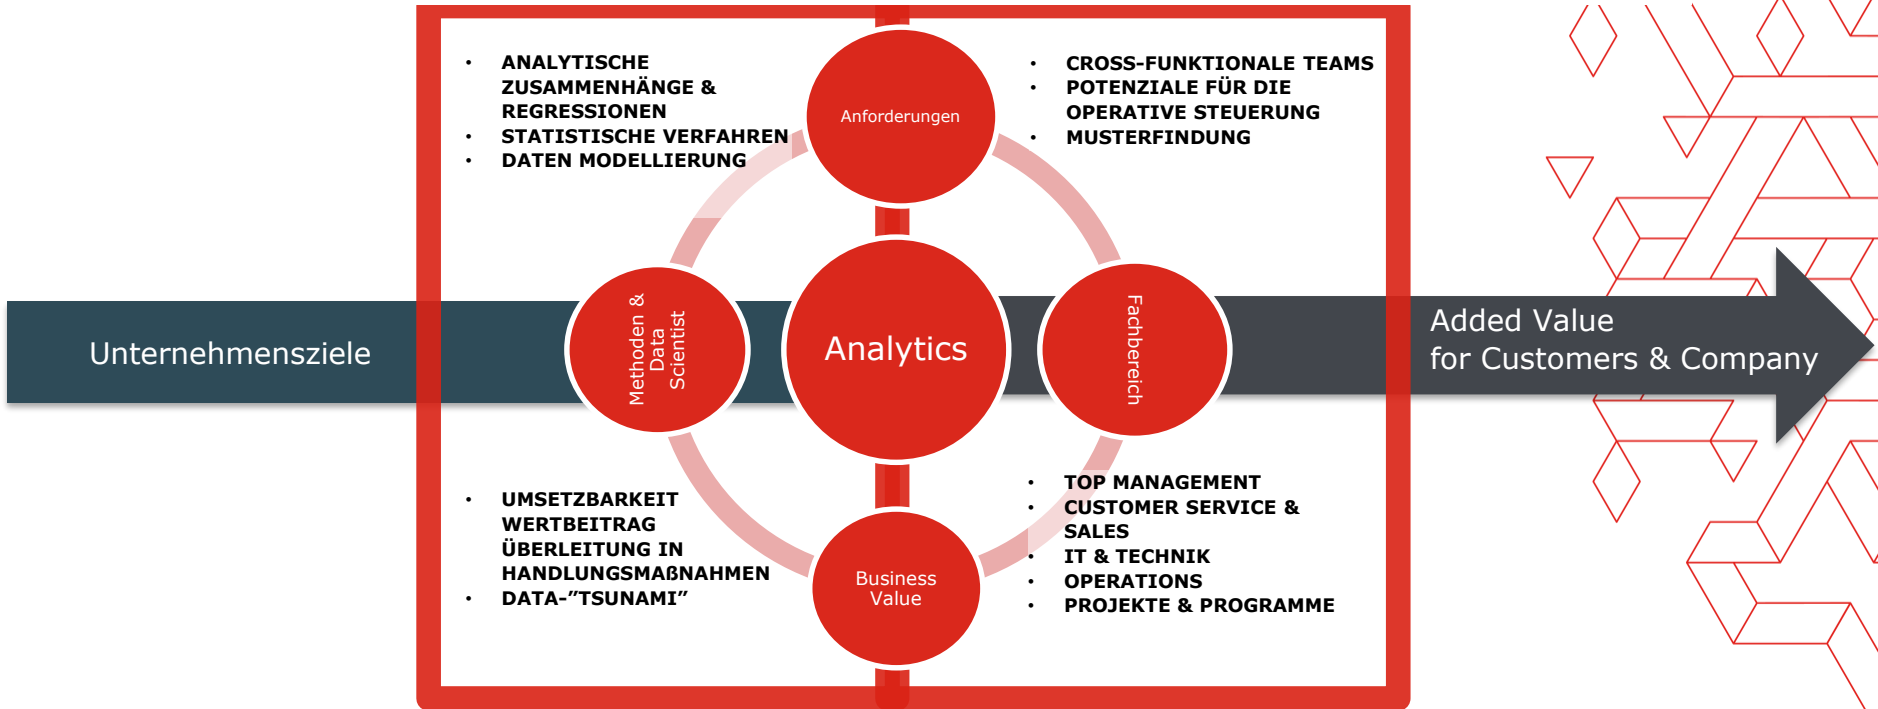 • ANALYTISCHE
ZUSAMMENHÄNGE &
REGRESSIONEN
• STATISTISCHE VERFAHREN
• DATEN MODELLIERUNG
Anforderungen
• CROSS-FUNKTIONALE TEAMS
• POTENZIALE FÜR DIE
OPERATIVE STEUERUNG
• MUSTERFINDUNG
Unternehmensziele
Methoden &
Data
Scientist
Analytics
Fachbereich
Added Value
for Customers & Company
• UMSETZBARKEIT
WERTBEITRAG
ÜBERLEITUNG IN
HANDLUNGSMAßNAHMEN
• DATA-”TSUNAMI”
Business
Value
• TOP MANAGEMENT
• CUSTOMER SERVICE &
SALES
• IT & TECHNIK
• OPERATIONS
• PROJEKTE & PROGRAMME